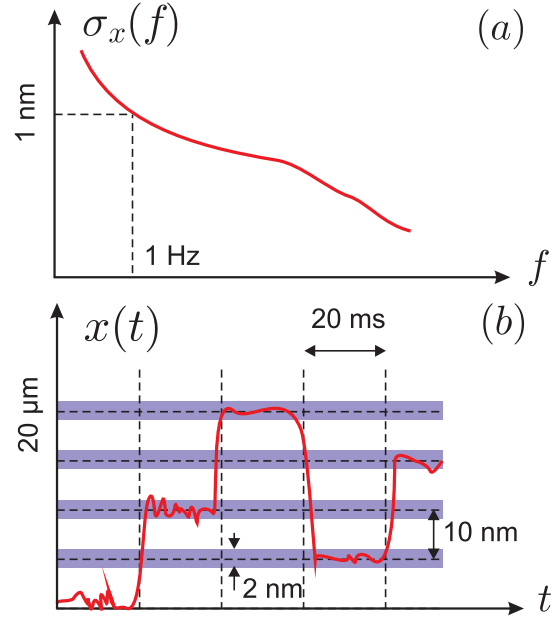 σₓ(f)
(a)
1 nm
1 Hz
f
x(t)
20 ms
(b)
20 μm
10 nm
2 nm
t